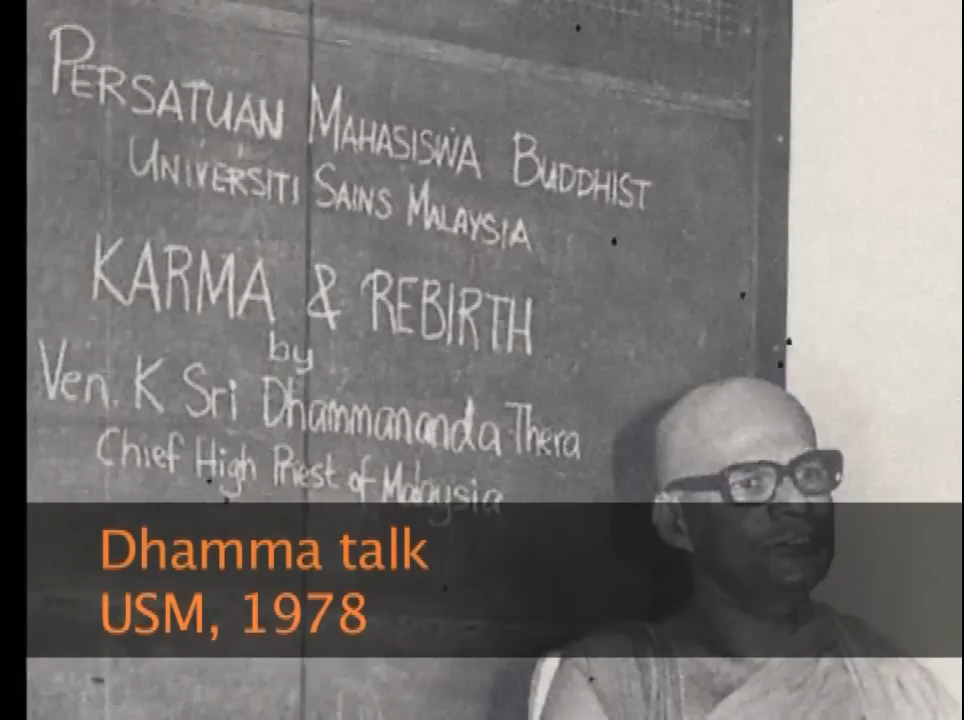 PERSATUAN MAHASISWA BUDDHIST
UNIVERSITI SAINS MALAYSIA
KARMA & REBIRTH
by
Ven. K Sri Dhammananda Thera
Chief High Priest of Malaysia
Dhamma talk
USM, 1978